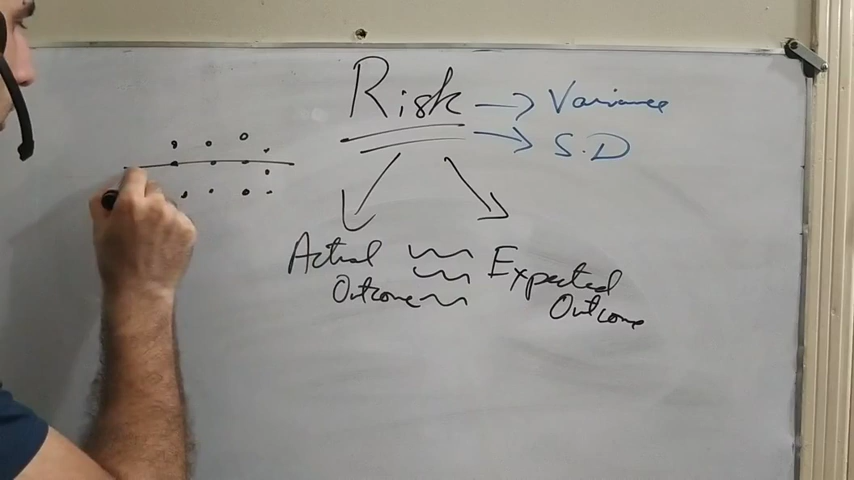 Risk → Variance
→ S.D
Actual Expected
Outcome Outcome